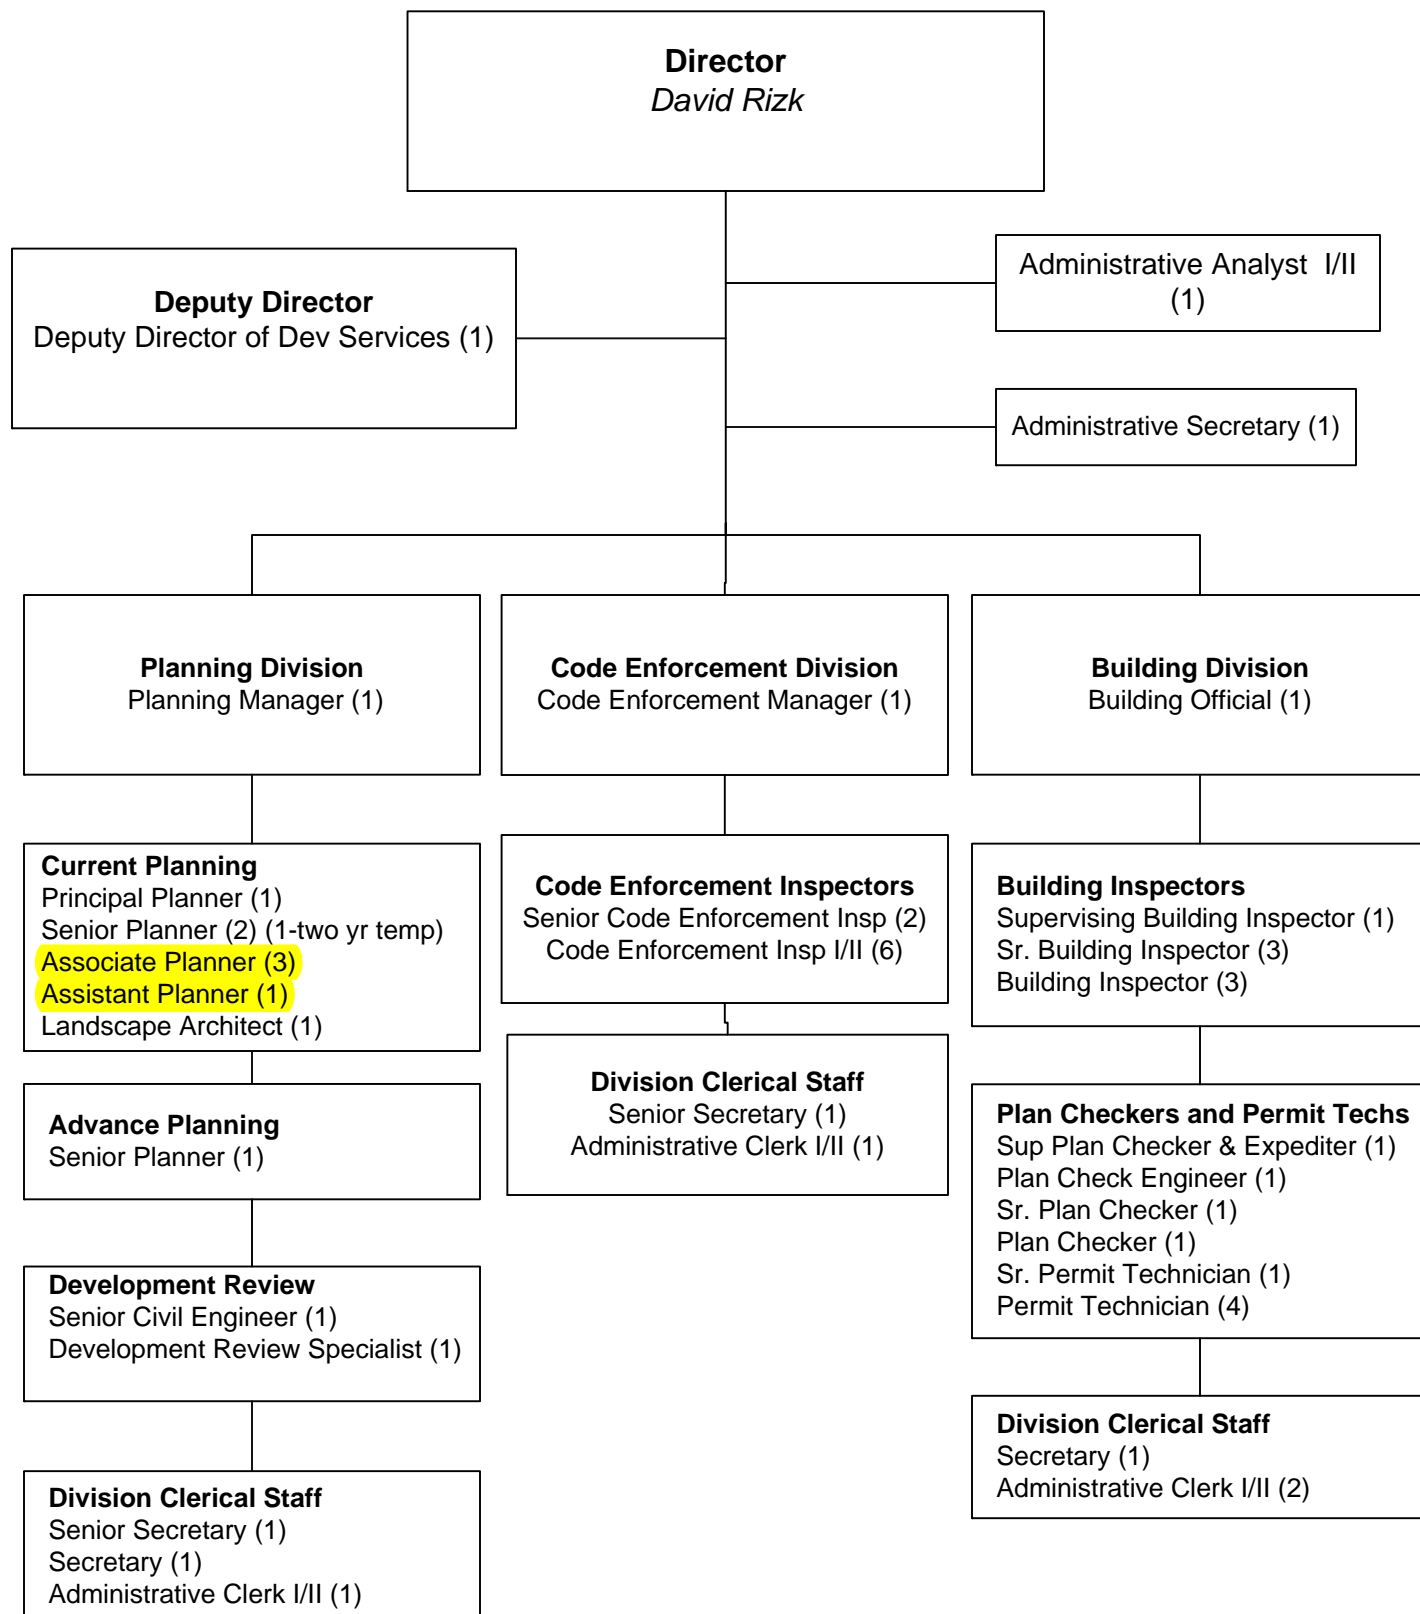 Director
David Rizk
Deputy Director
Deputy Director of Dev Services (1)
Administrative Analyst I/II
(1)
Administrative Secretary (1)
Planning Division
Planning Manager (1)
Code Enforcement Division
Code Enforcement Manager (1)
Building Division
Building Official (1)
Current Planning
Principal Planner (1)
Senior Planner (2) (1-two yr temp)
Associate Planner (3)
Assistant Planner (1)
Landscape Architect (1)
Code Enforcement Inspectors
Senior Code Enforcement Insp (2)
Code Enforcement Insp I/II (6)
Building Inspectors
Supervising Building Inspector (1)
Sr. Building Inspector (3)
Building Inspector (3)
Advance Planning
Senior Planner (1)
Division Clerical Staff
Senior Secretary (1)
Administrative Clerk I/II (1)
Plan Checkers and Permit Techs
Sup Plan Checker & Expediter (1)
Plan Check Engineer (1)
Sr. Plan Checker (1)
Plan Checker (1)
Sr. Permit Technician (1)
Permit Technician (4)
Development Review
Senior Civil Engineer (1)
Development Review Specialist (1)
Division Clerical Staff
Secretary (1)
Administrative Clerk I/II (2)
Division Clerical Staff
Senior Secretary (1)
Secretary (1)
Administrative Clerk I/II (1)